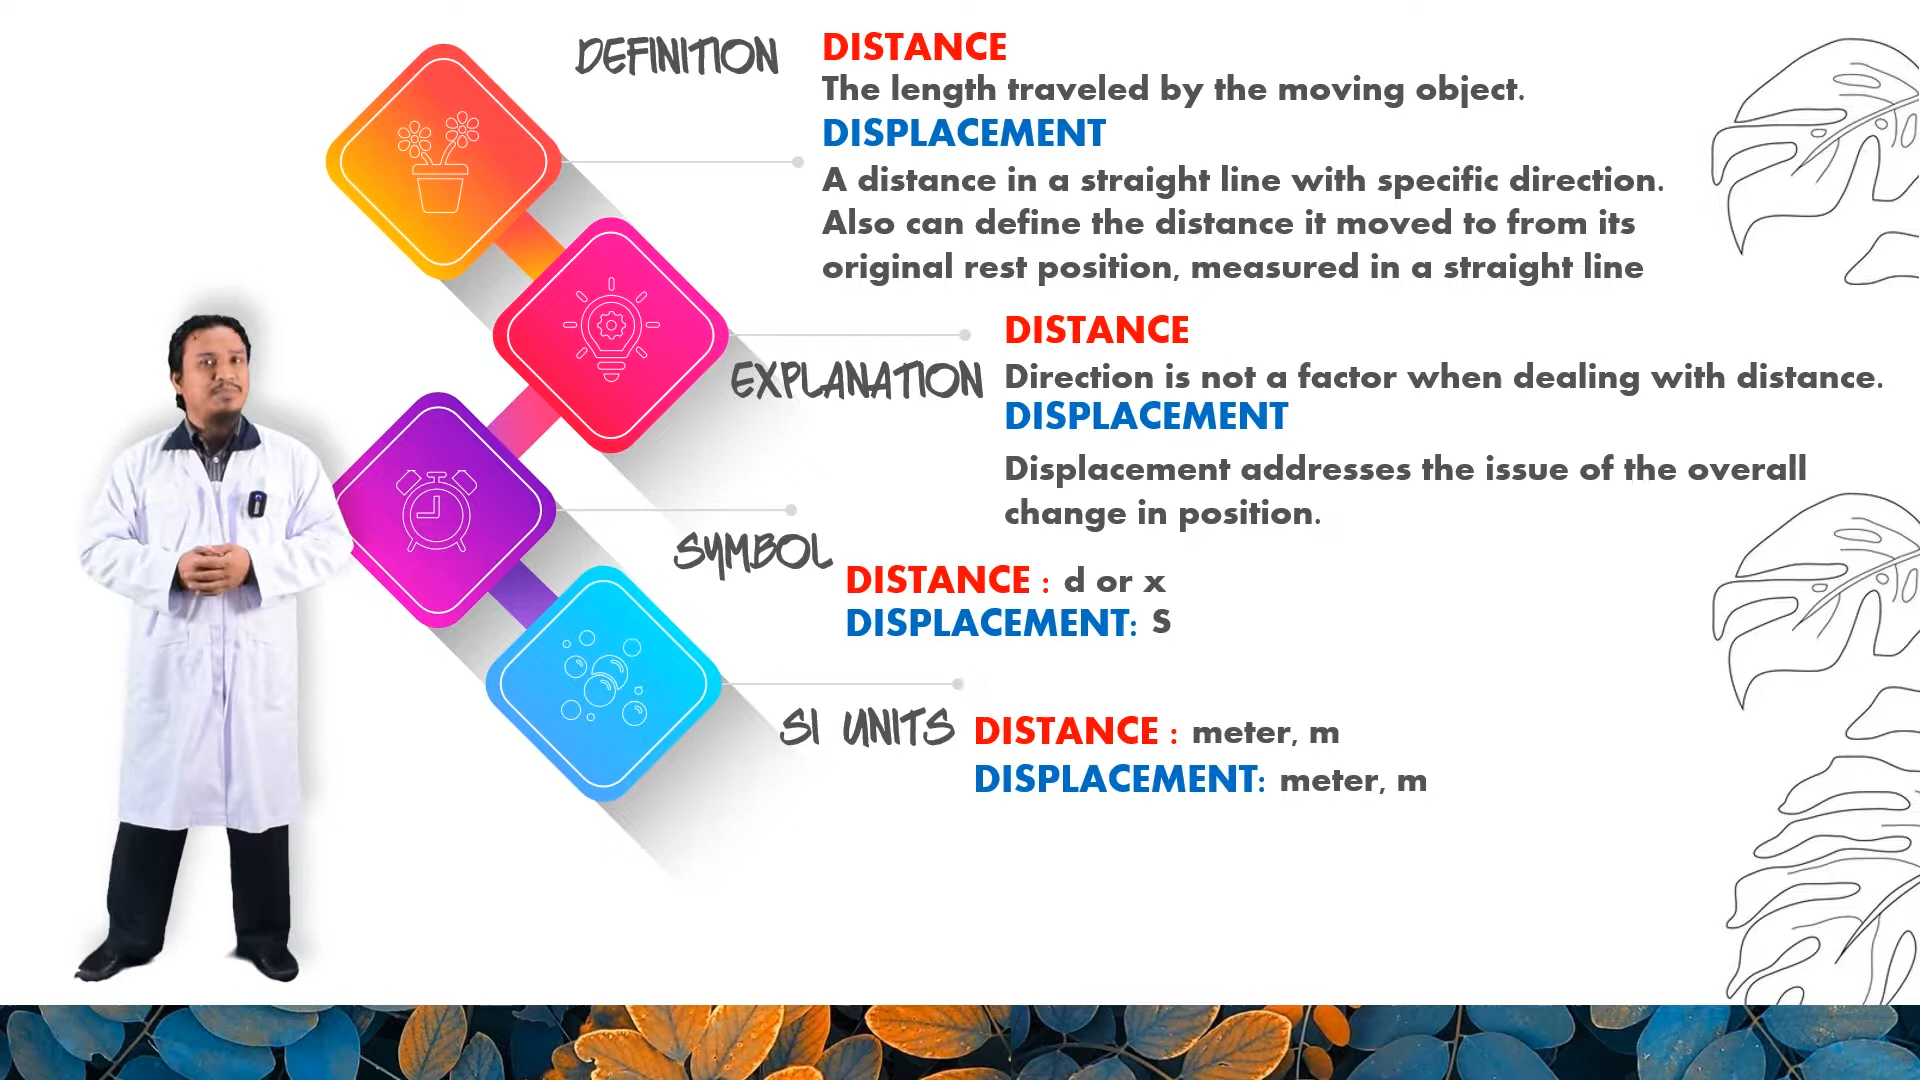 DEFINITION
DISTANCE
The length traveled by the moving object.
DISPLACEMENT
A distance in a straight line with specific direction.
Also can define the distance it moved to from its
original rest position, measured in a straight line
EXPLANATION
DISTANCE
Direction is not a factor when dealing with distance.
DISPLACEMENT
Displacement addresses the issue of the overall
change in position.
SYMBOL
DISTANCE : d or x
DISPLACEMENT: S
SI UNITS
DISTANCE : meter, m
DISPLACEMENT: meter, m